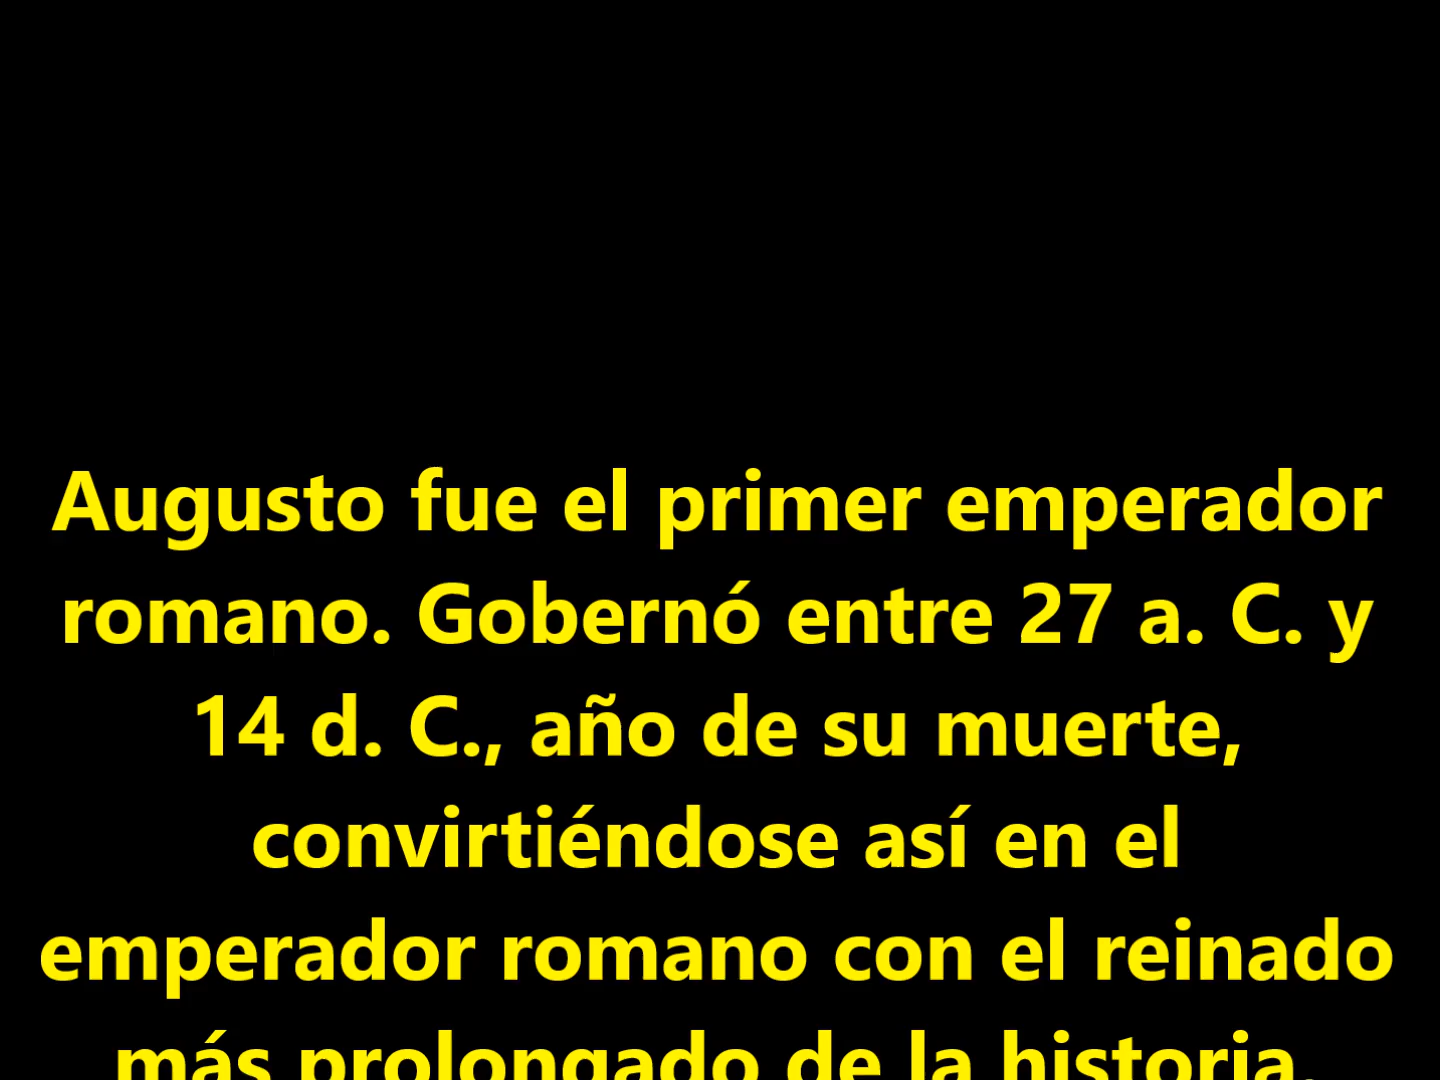 Augusto fue el primer emperador
romano. Gobernó entre 27 a. C. y
14 d. C., año de su muerte,
convirtiéndose así en el
emperador romano con el reinado
más prolongado de la historia.